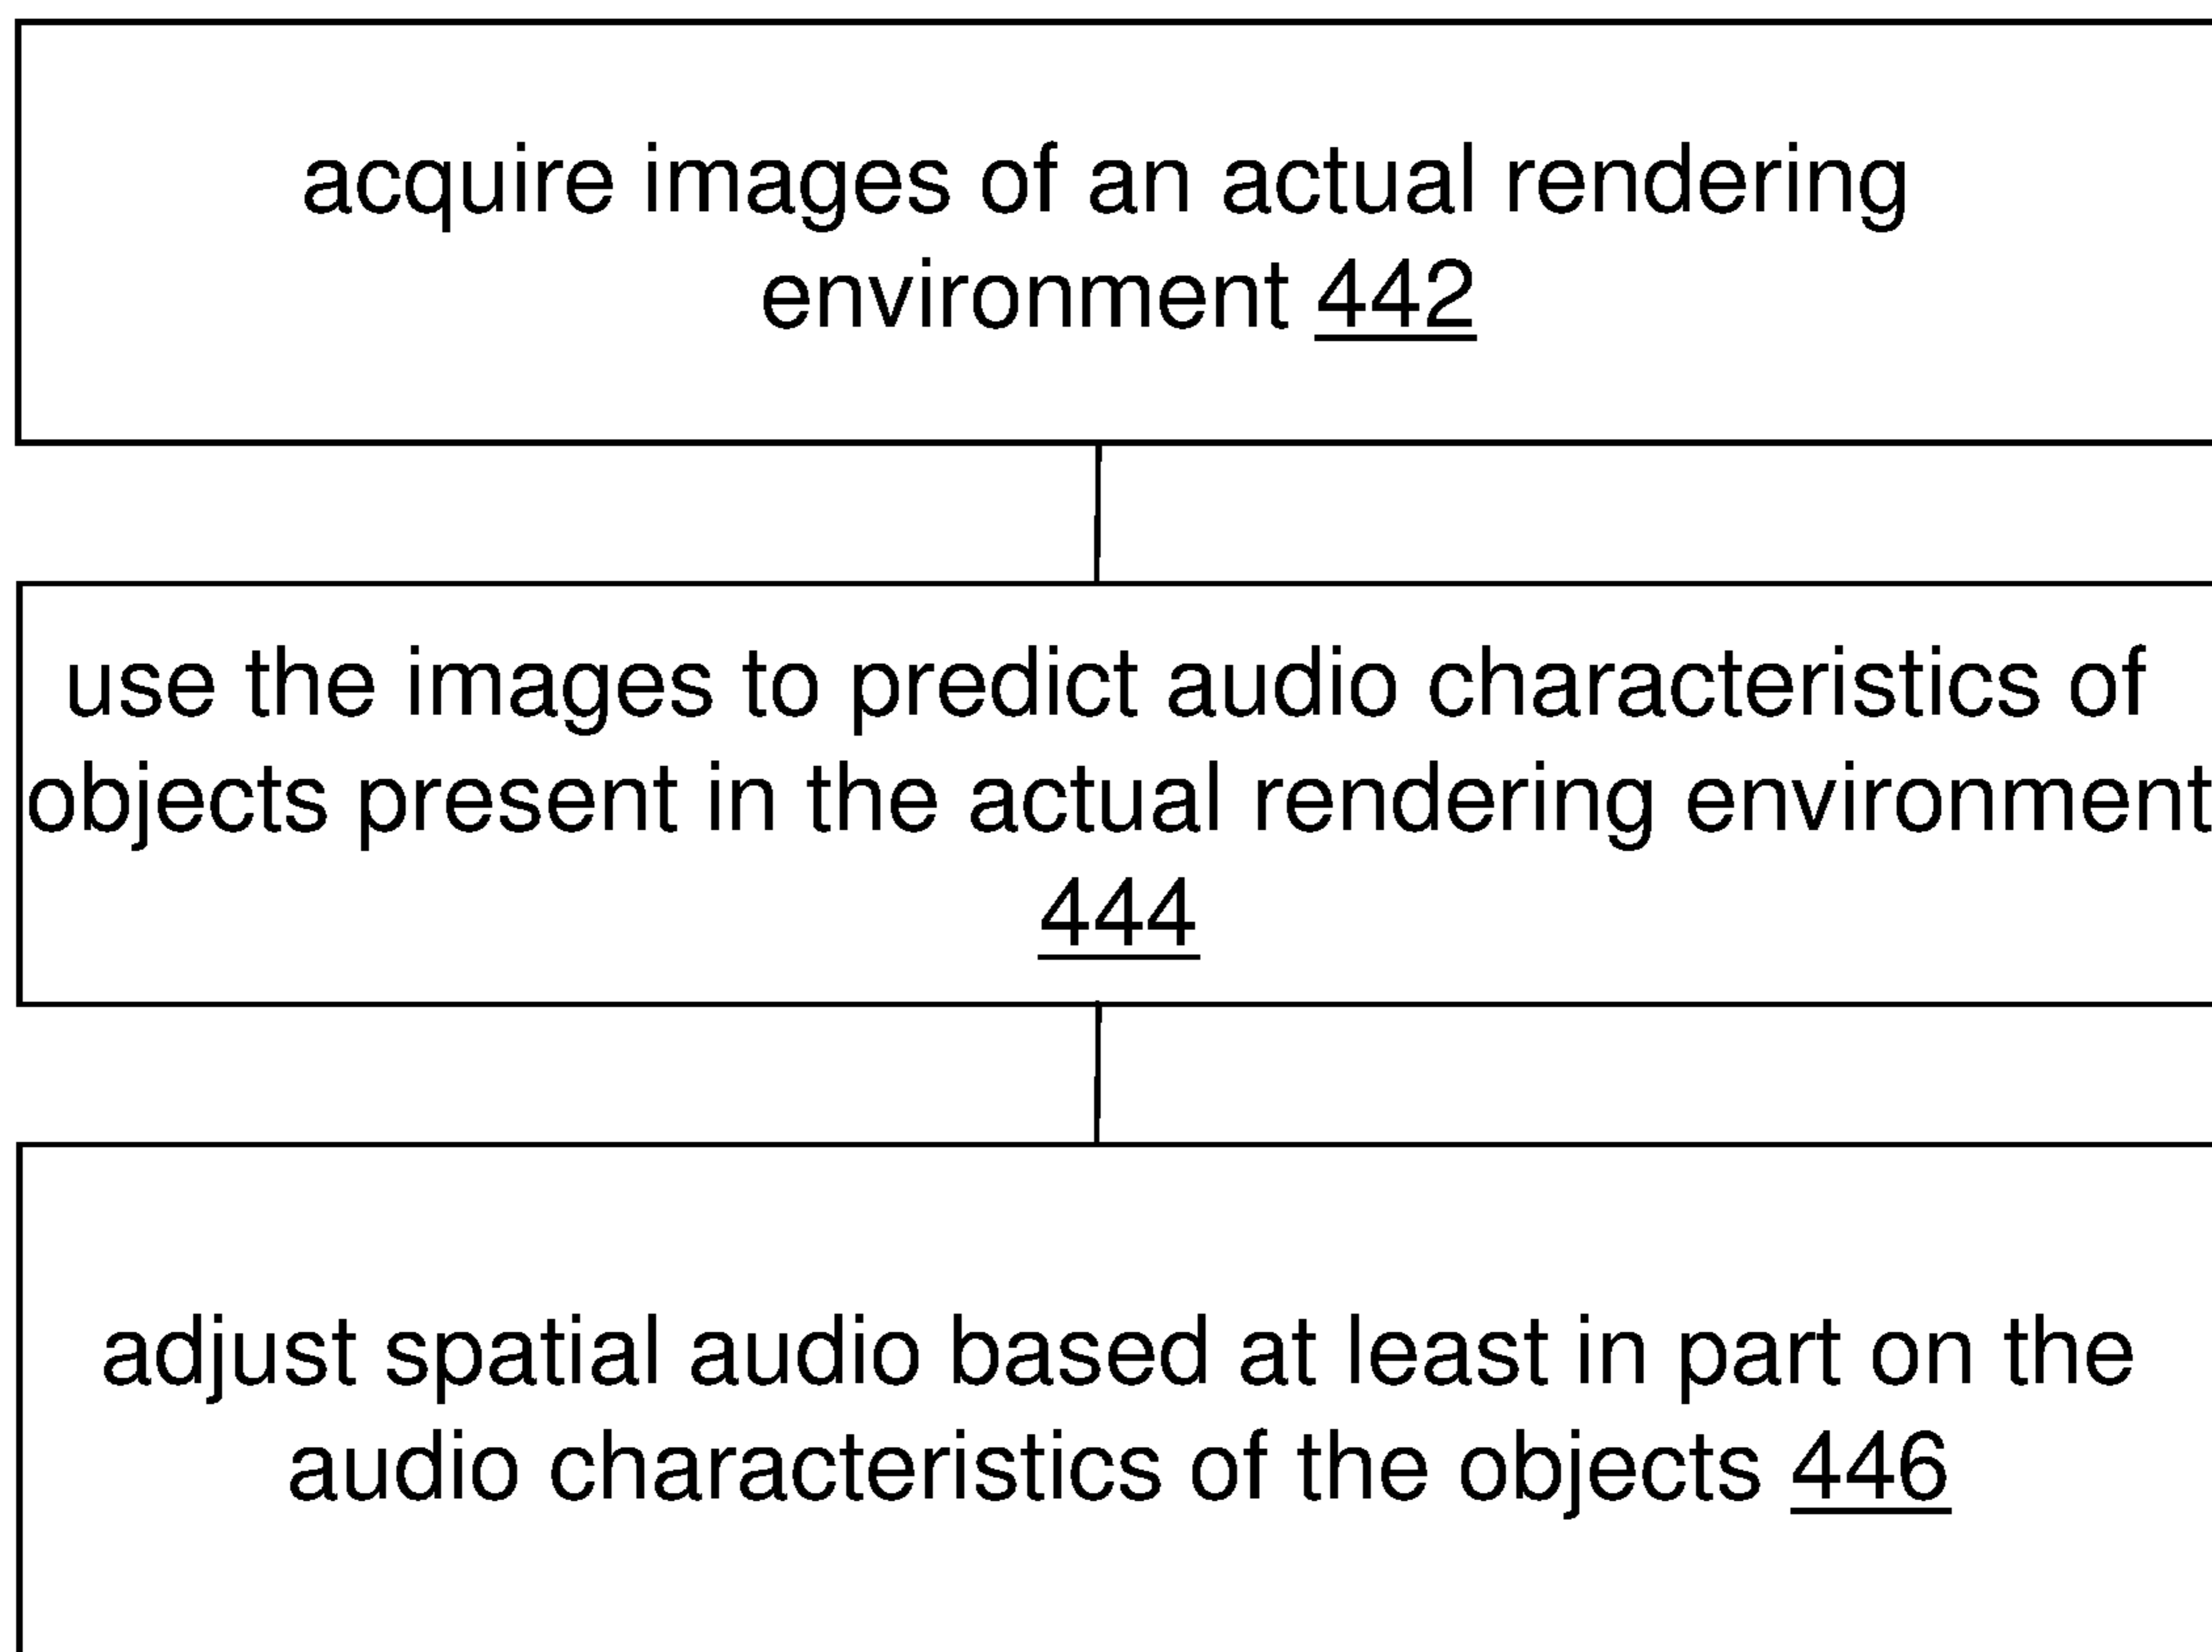 acquire images of an actual rendering
environment 442
use the images to predict audio characteristics of
objects present in the actual rendering environment
444
adjust spatial audio based at least in part on the
audio characteristics of the objects 446